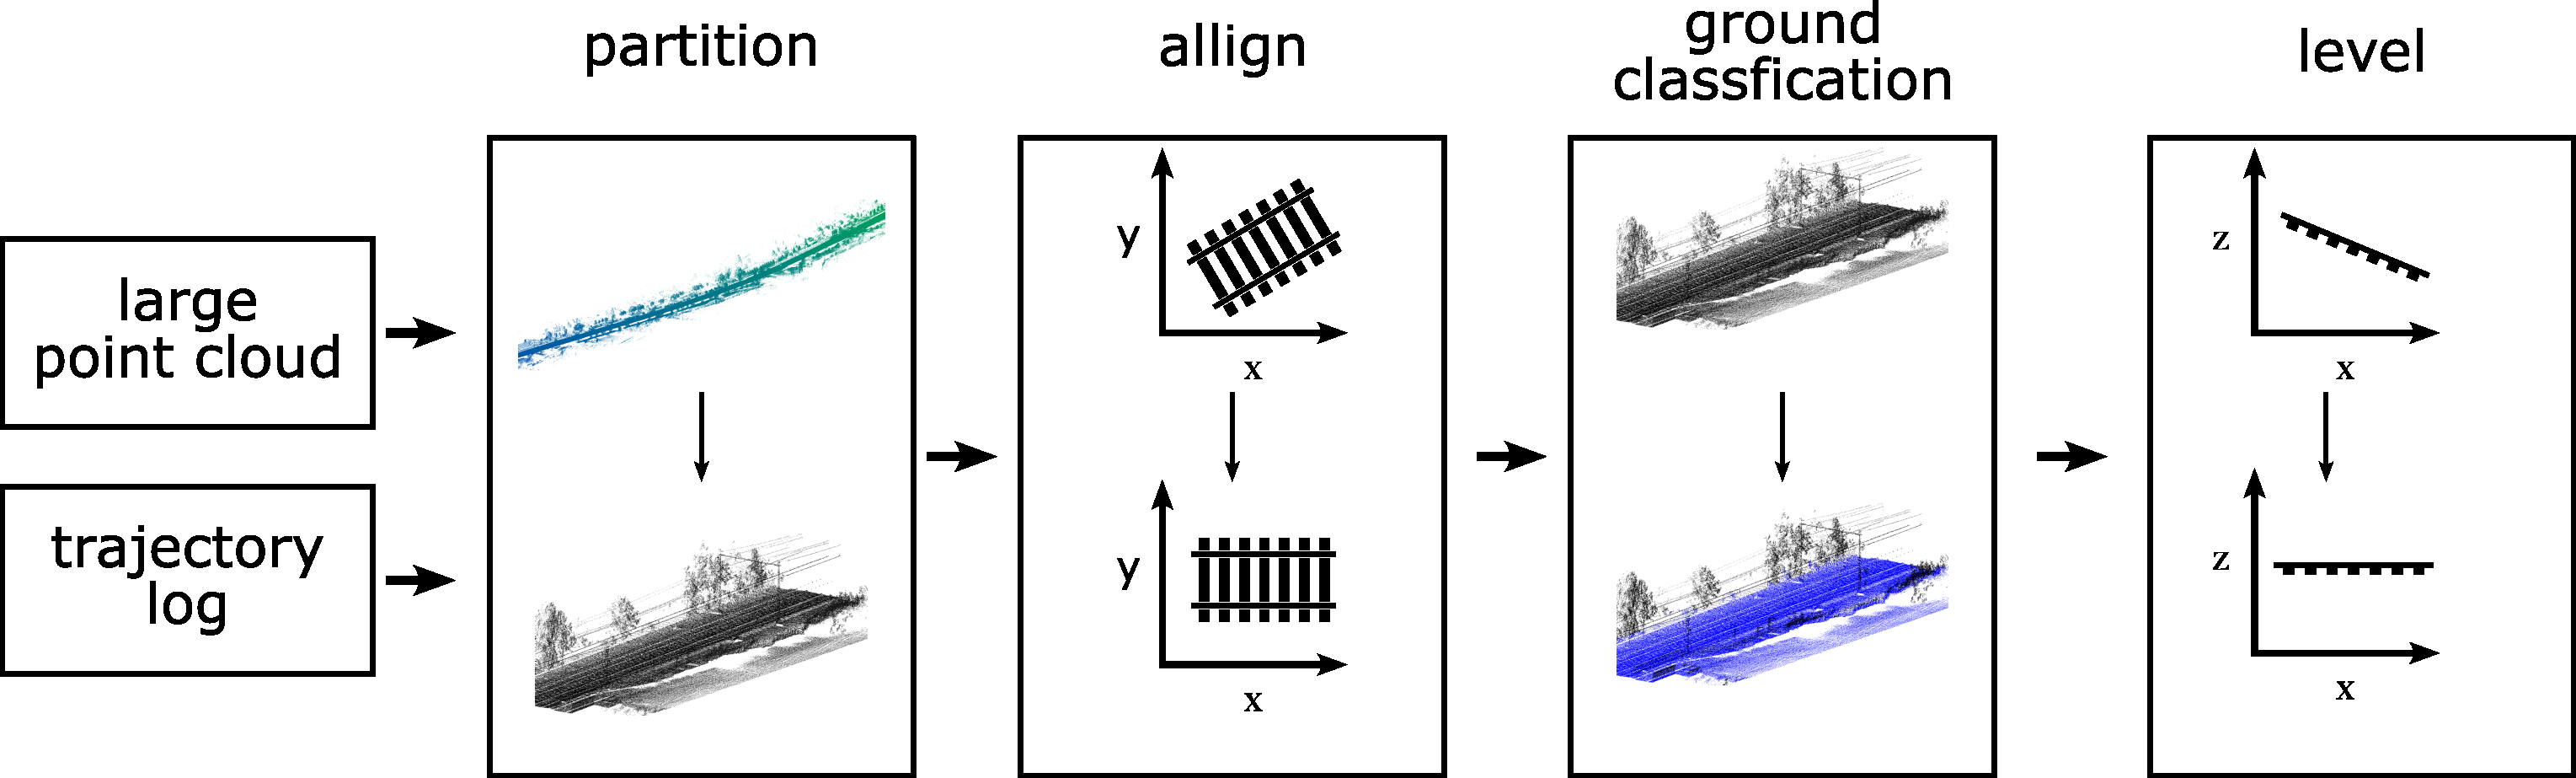 partition
allign
ground
classfication
level
large
point cloud
trajectory
log
y
x
y
x
z
x
z
x